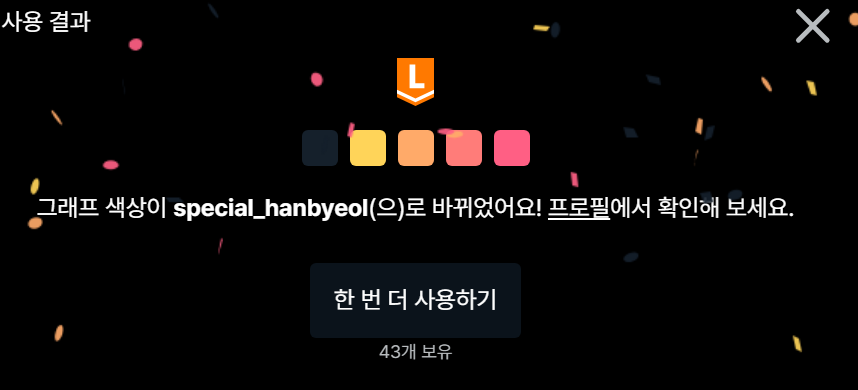 사용 결과
L
그래프 색상이 special_hanbyeol(으)로 바뀌었어요! 프로필에서 확인해 보세요.
한 번 더 사용하기
43개 보유